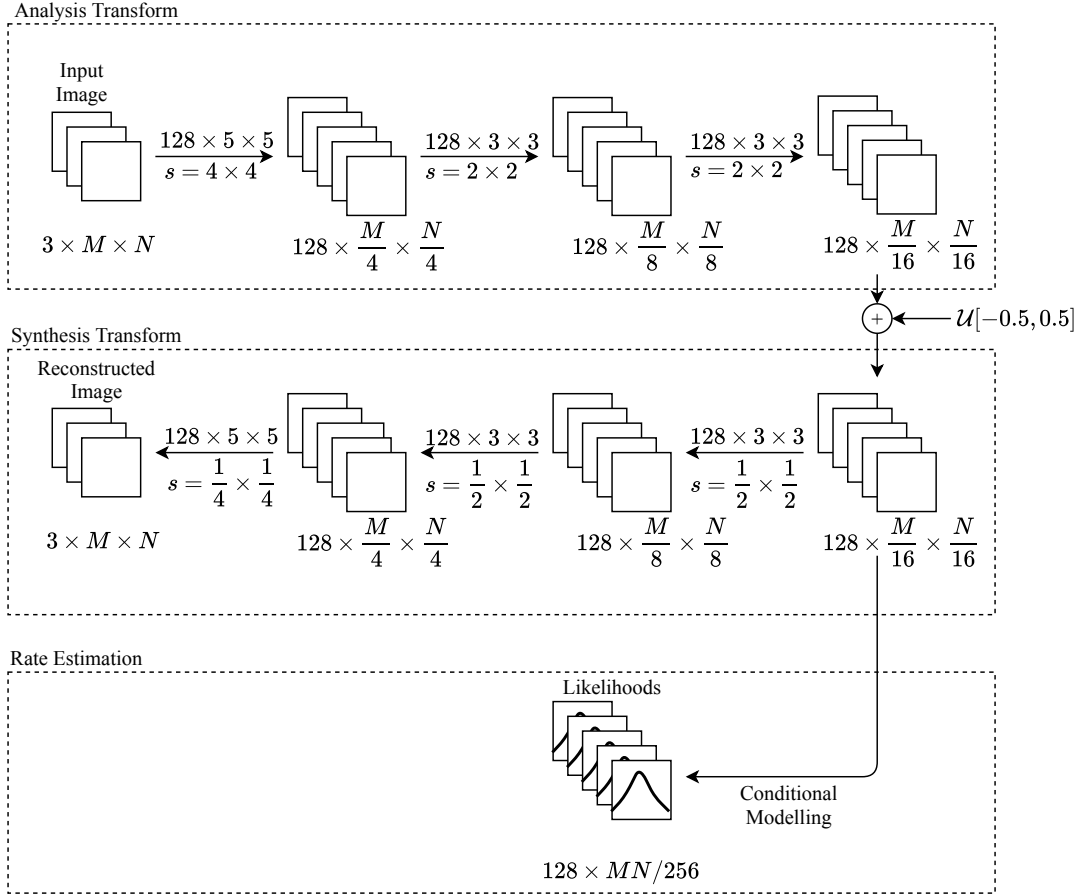 Analysis Transform
Input
Image
128 × 5 × 5
s = 4 × 4
128 × 3 × 3
s = 2 × 2
128 × 3 × 3
s = 2 × 2
3 × M × N
128 × M/4 × N/4
128 × M/8 × N/8
128 × M/16 × N/16
+
𝒰[−0.5, 0.5]
Synthesis Transform
Reconstructed
Image
128 × 5 × 5
s = 1/4 × 1/4
128 × 3 × 3
s = 1/2 × 1/2
128 × 3 × 3
s = 1/2 × 1/2
3 × M × N
128 × M/4 × N/4
128 × M/8 × N/8
128 × M/16 × N/16
Rate Estimation
Likelihoods
Conditional
Modelling
128 × MN/256